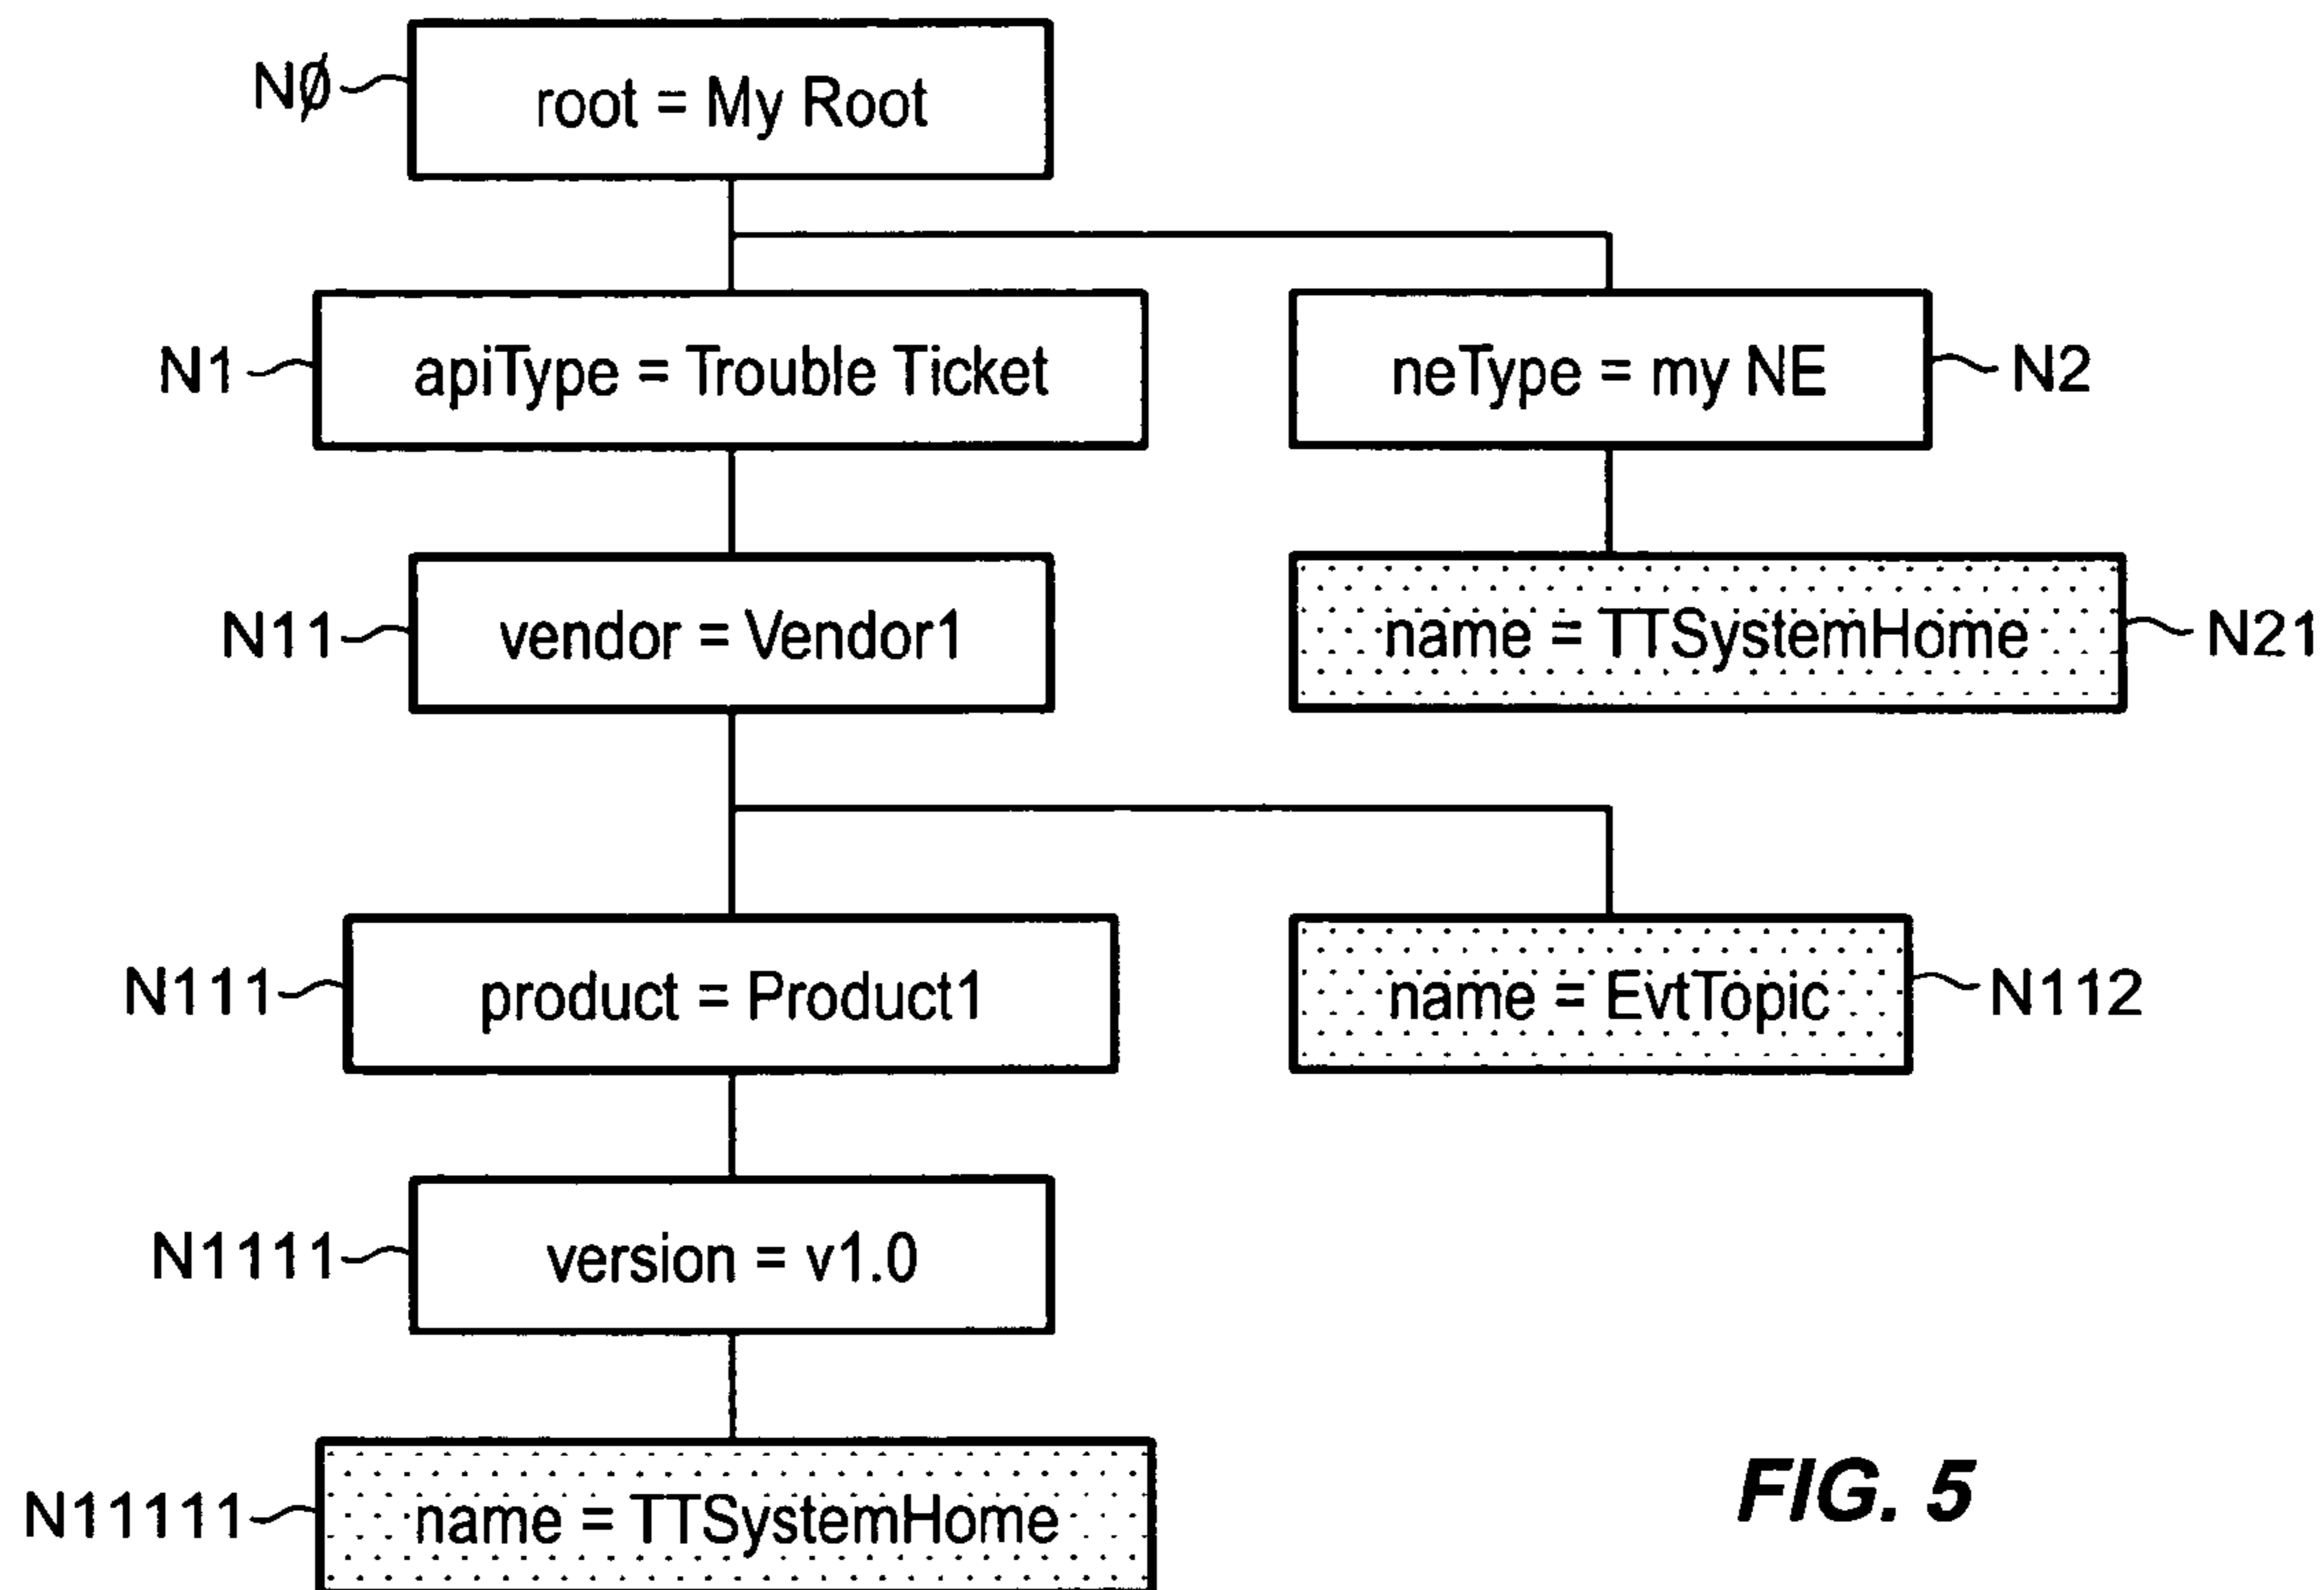 NØ
root = My Root
N1
apiType = Trouble Ticket
neType = my NE
N2
N11
vendor = Vendor1
name = TTSystemHome
N21
N111
product = Product1
name = EvtTopic
N112
N1111
version = v1.0
N11111
name = TTSystemHome
FIG. 5